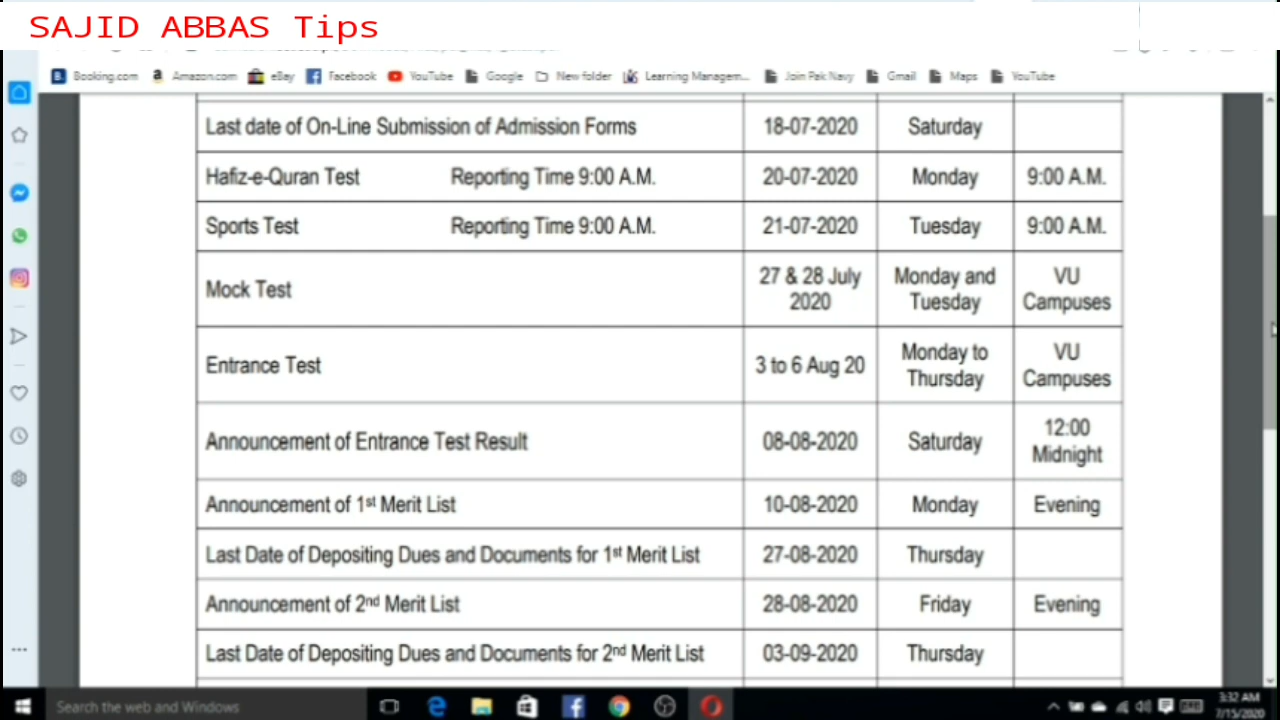 SAJID ABBAS Tips
Booking.com Amazon.com eBay Facebook YouTube Google New folder Learning Managem... Join Pak Navy Gmail Maps YouTube
Last date of On-Line Submission of Admission Forms 18-07-2020 Saturday
Hafiz-e-Quran Test Reporting Time 9:00 A.M. 20-07-2020 Monday 9:00 A.M.
Sports Test Reporting Time 9:00 A.M. 21-07-2020 Tuesday 9:00 A.M.
Mock Test 27 & 28 July 2020 Monday and Tuesday VU Campuses
Entrance Test 3 to 6 Aug 20 Monday to Thursday VU Campuses
Announcement of Entrance Test Result 08-08-2020 Saturday 12:00 Midnight
Announcement of 1st Merit List 10-08-2020 Monday Evening
Last Date of Depositing Dues and Documents for 1st Merit List 27-08-2020 Thursday
Announcement of 2nd Merit List 28-08-2020 Friday Evening
Last Date of Depositing Dues and Documents for 2nd Merit List 03-09-2020 Thursday
Search the web and Windows
3:32 AM
7/15/2020